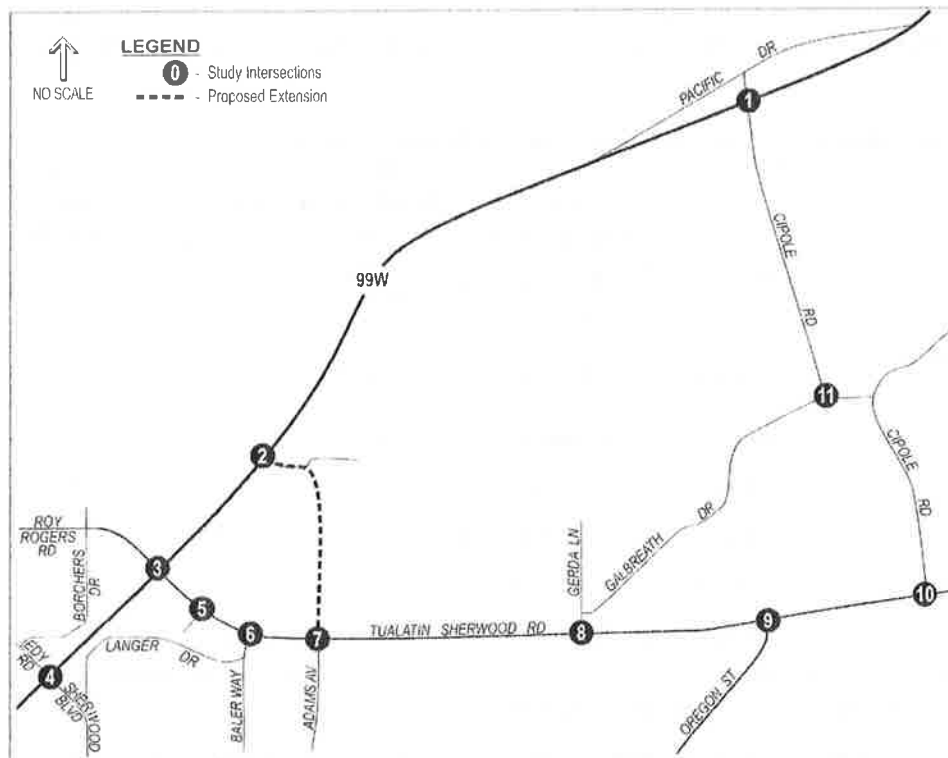 LEGEND
0 - Study Intersections
- Proposed Extension
NO SCALE
PACIFIC DR
1
CIPOLE RD
99W
11
CIPOLE RD
2
ROY
ROGERS
RD
BORCHERS
DR
3
GERDA LN
GALBREATH DR
5
6
7
TUALATIN SHERWOOD RD
8
9
10
EDY
RD
4
SHERWOOD
BLVD
LANGER DR
BALER WAY
ADAMS AV
OREGON ST